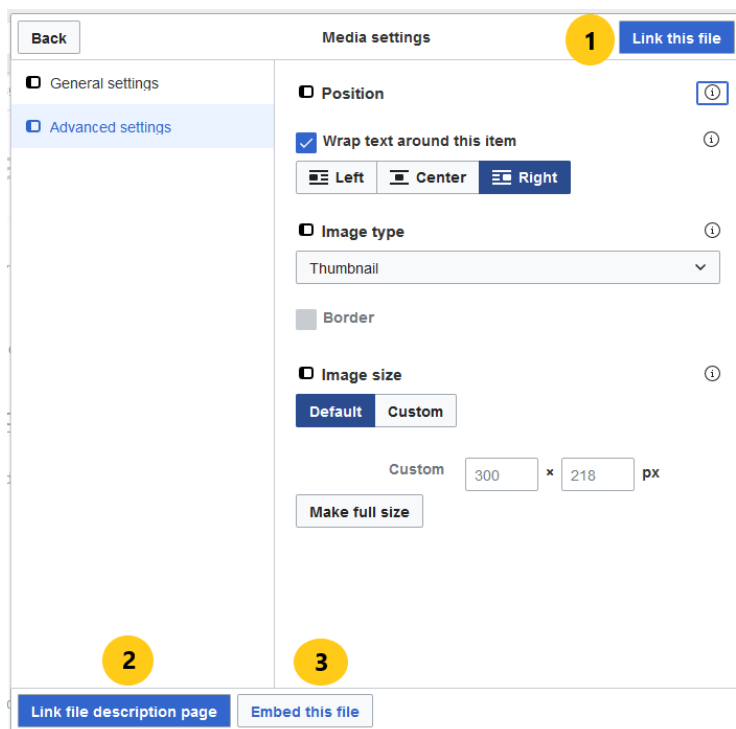 Back
Media settings
1
Link this file
General settings
Advanced settings
Position
Wrap text around this item
Left
Center
Right
Image type
Thumbnail
Border
Image size
Default
Custom
Custom 300 × 218 px
Make full size
2
3
Link file description page
Embed this file